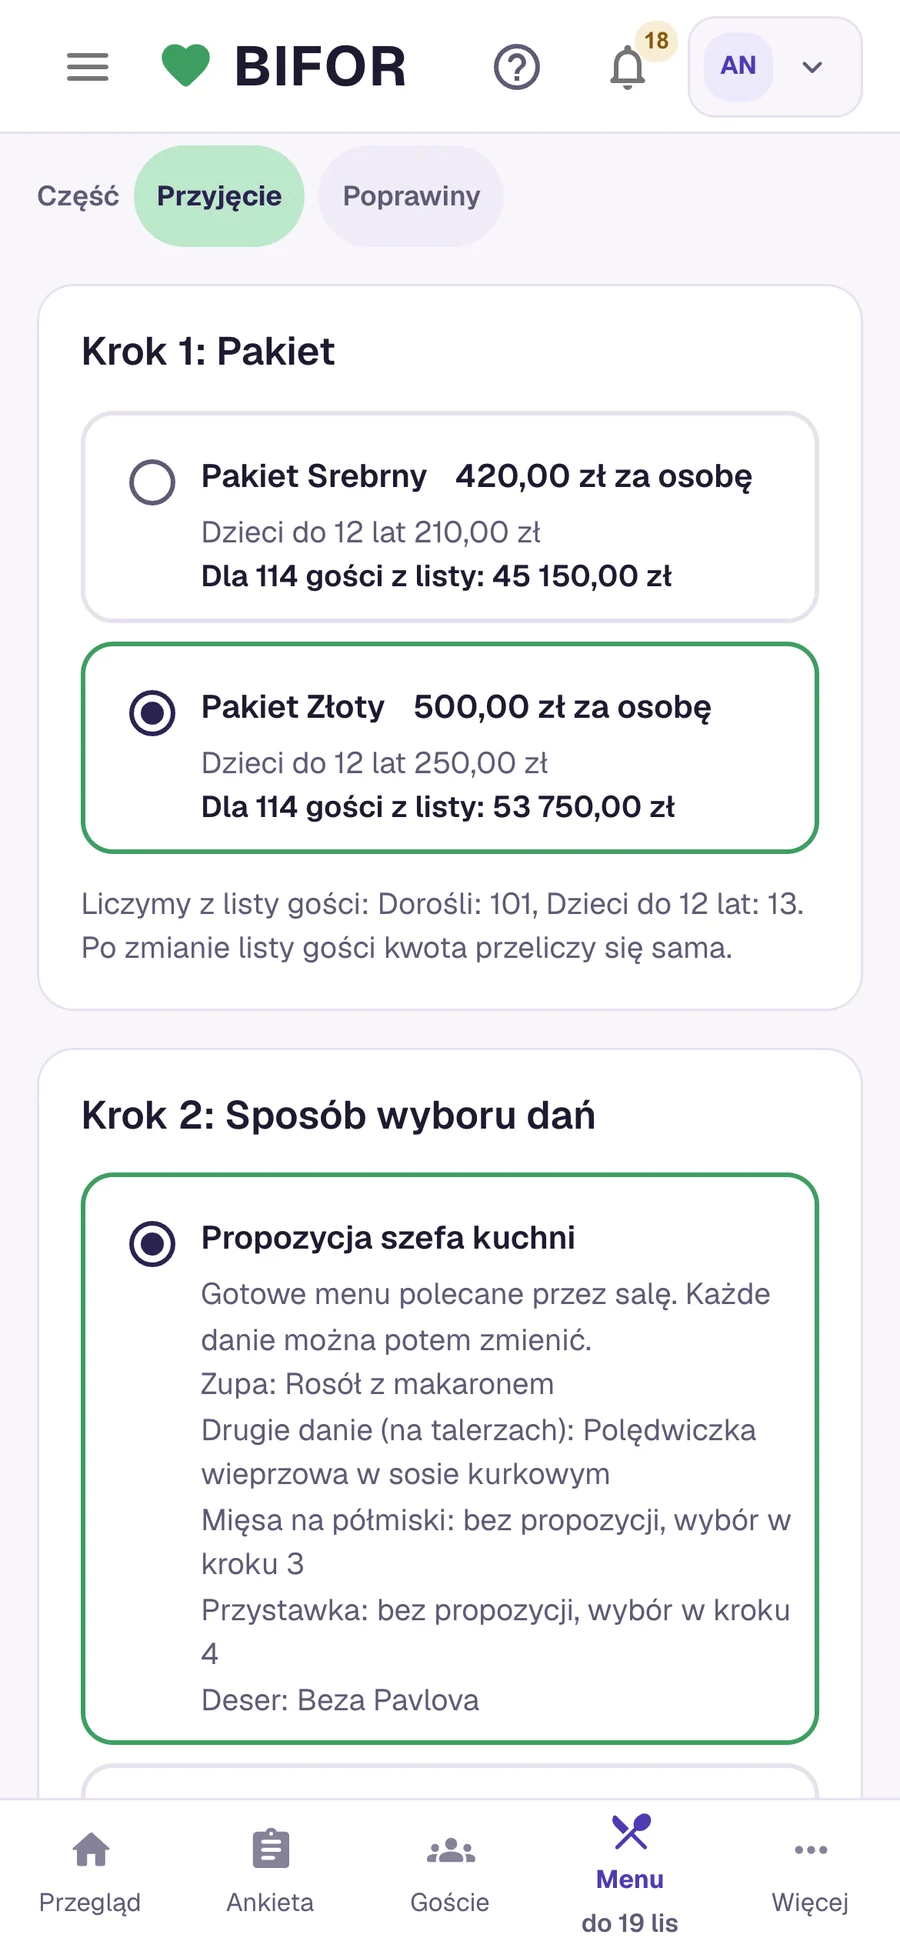 BIFOR
18
AN
Część
Przyjęcie
Poprawiny
Krok 1: Pakiet
Pakiet Srebrny 420,00 zł za osobę
Dzieci do 12 lat 210,00 zł
Dla 114 gości z listy: 45 150,00 zł
Pakiet Złoty 500,00 zł za osobę
Dzieci do 12 lat 250,00 zł
Dla 114 gości z listy: 53 750,00 zł
Liczymy z listy gości: Dorośli: 101, Dzieci do 12 lat: 13.
Po zmianie listy gości kwota przeliczy się sama.
Krok 2: Sposób wyboru dań
Propozycja szefa kuchni
Gotowe menu polecane przez salę. Każde
danie można potem zmienić.
Zupa: Rosół z makaronem
Drugie danie (na talerzach): Polędwiczka
wieprzowa w sosie kurkowym
Mięsa na półmiski: bez propozycji, wybór w
kroku 3
Przystawka: bez propozycji, wybór w kroku
4
Deser: Beza Pavlova
Przegląd
Ankieta
Goście
Menu
do 19 lis
Więcej